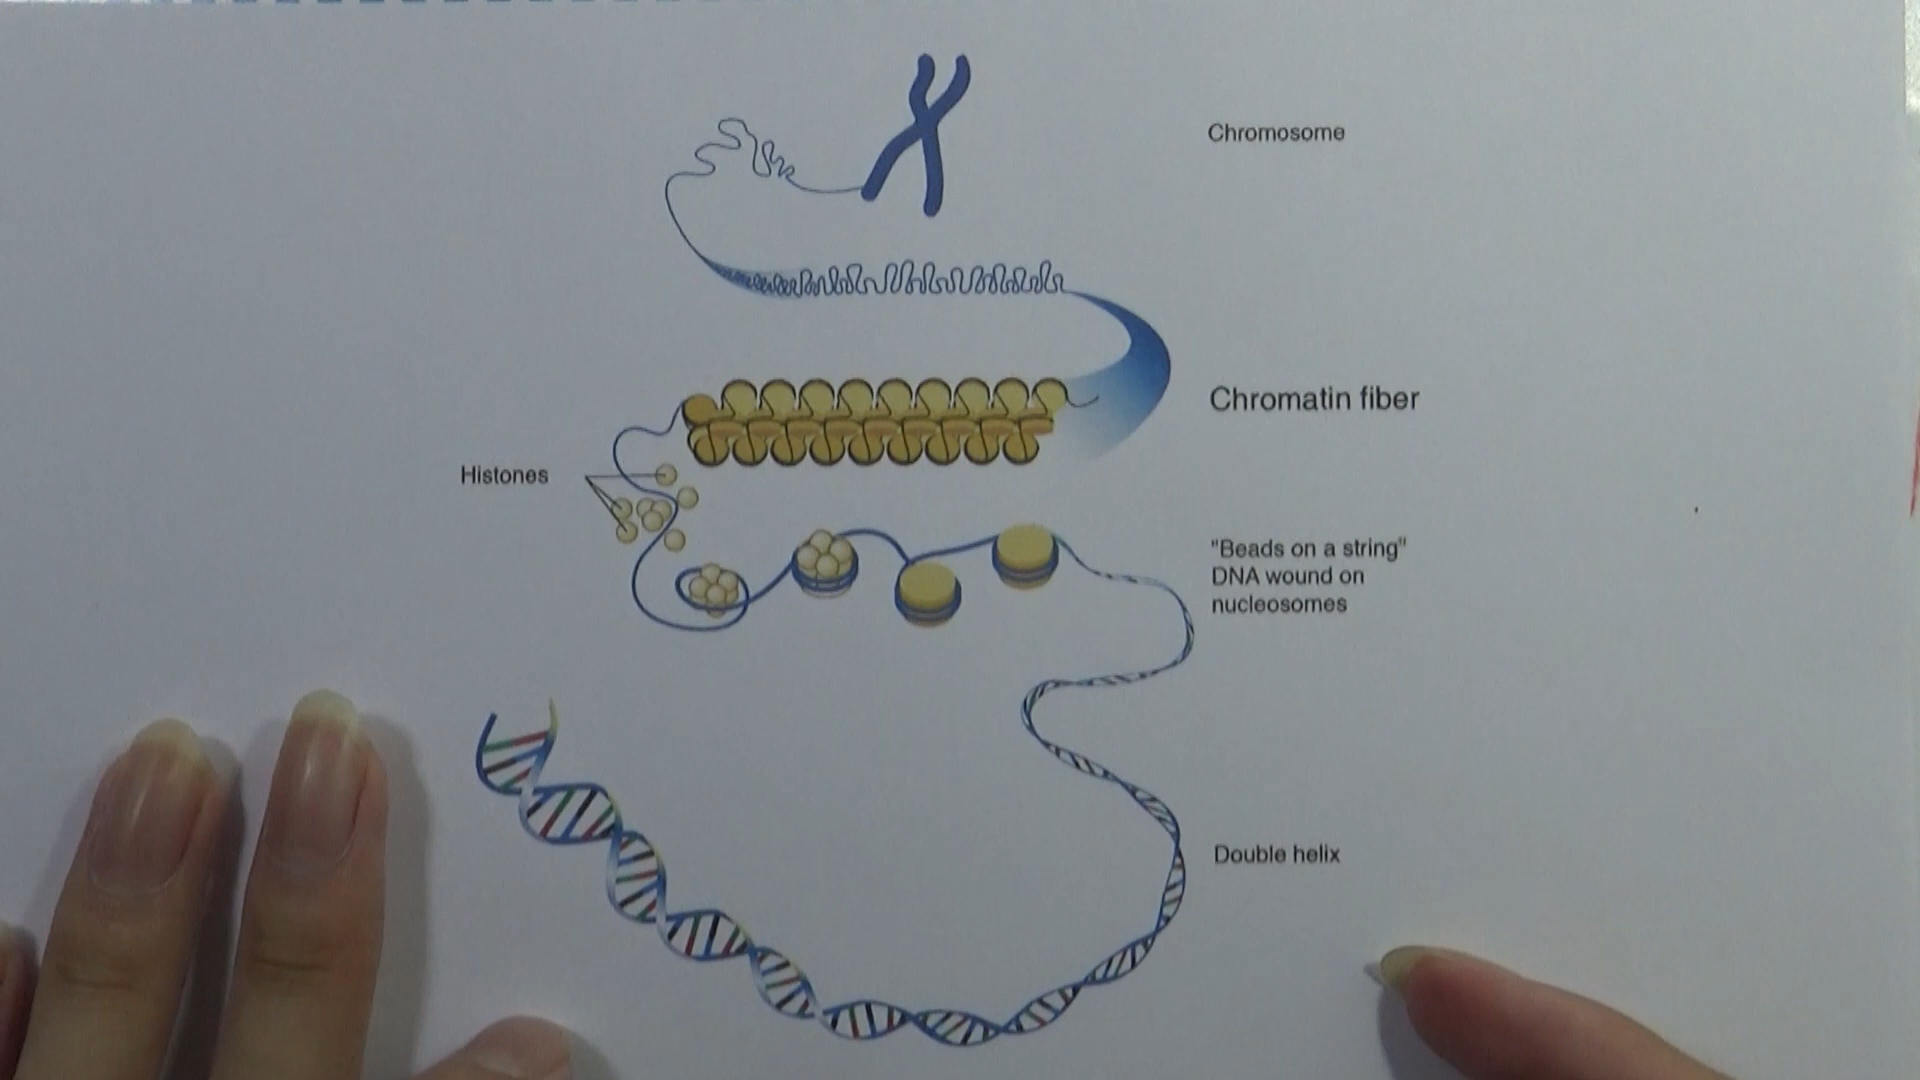 Chromosome
Chromatin fiber
Histones
"Beads on a string"
DNA wound on
nucleosomes
Double helix